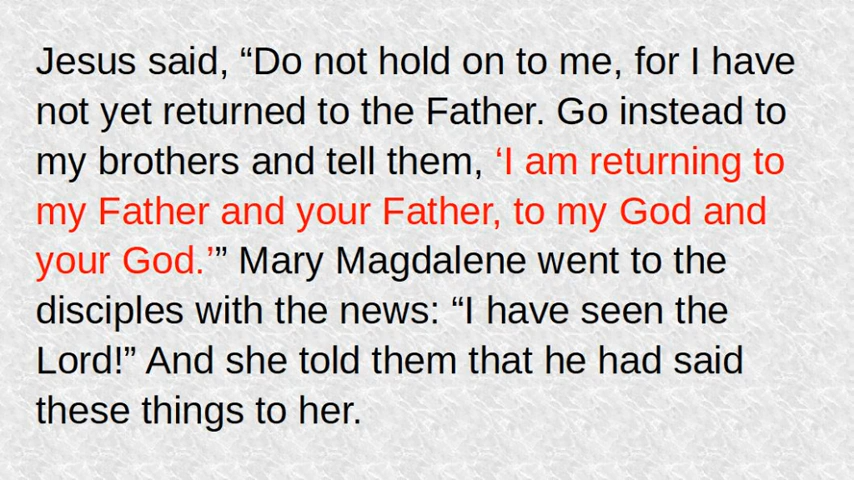 Jesus said, “Do not hold on to me, for I have
not yet returned to the Father. Go instead to
my brothers and tell them, ‘I am returning to
my Father and your Father, to my God and
your God.’” Mary Magdalene went to the
disciples with the news: “I have seen the
Lord!” And she told them that he had said
these things to her.